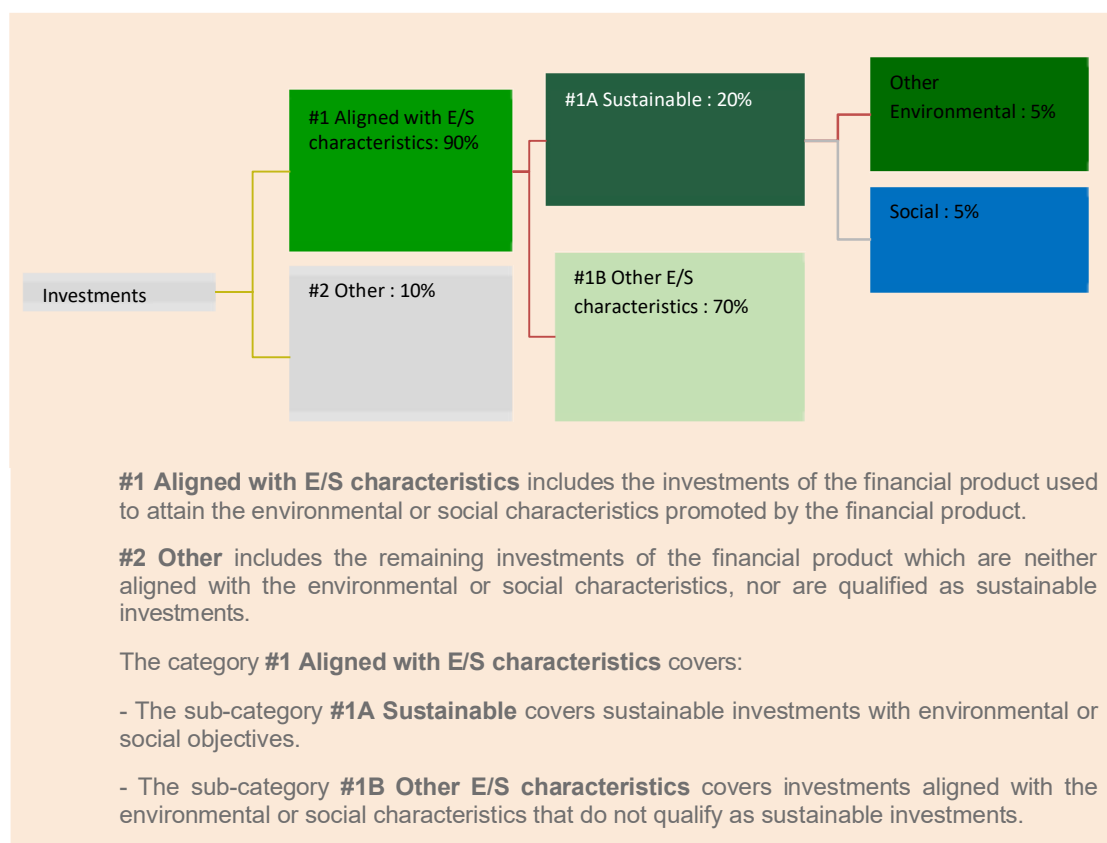 #1 Aligned with E/S
characteristics: 90%
#1A Sustainable : 20%
Other
Environmental : 5%
Social : 5%
Investments
#2 Other : 10%
#1B Other E/S
characteristics : 70%
#1 Aligned with E/S characteristics includes the investments of the financial product used
to attain the environmental or social characteristics promoted by the financial product.
#2 Other includes the remaining investments of the financial product which are neither
aligned with the environmental or social characteristics, nor are qualified as sustainable
investments.
The category #1 Aligned with E/S characteristics covers:
- The sub-category #1A Sustainable covers sustainable investments with environmental or
social objectives.
- The sub-category #1B Other E/S characteristics covers investments aligned with the
environmental or social characteristics that do not qualify as sustainable investments.